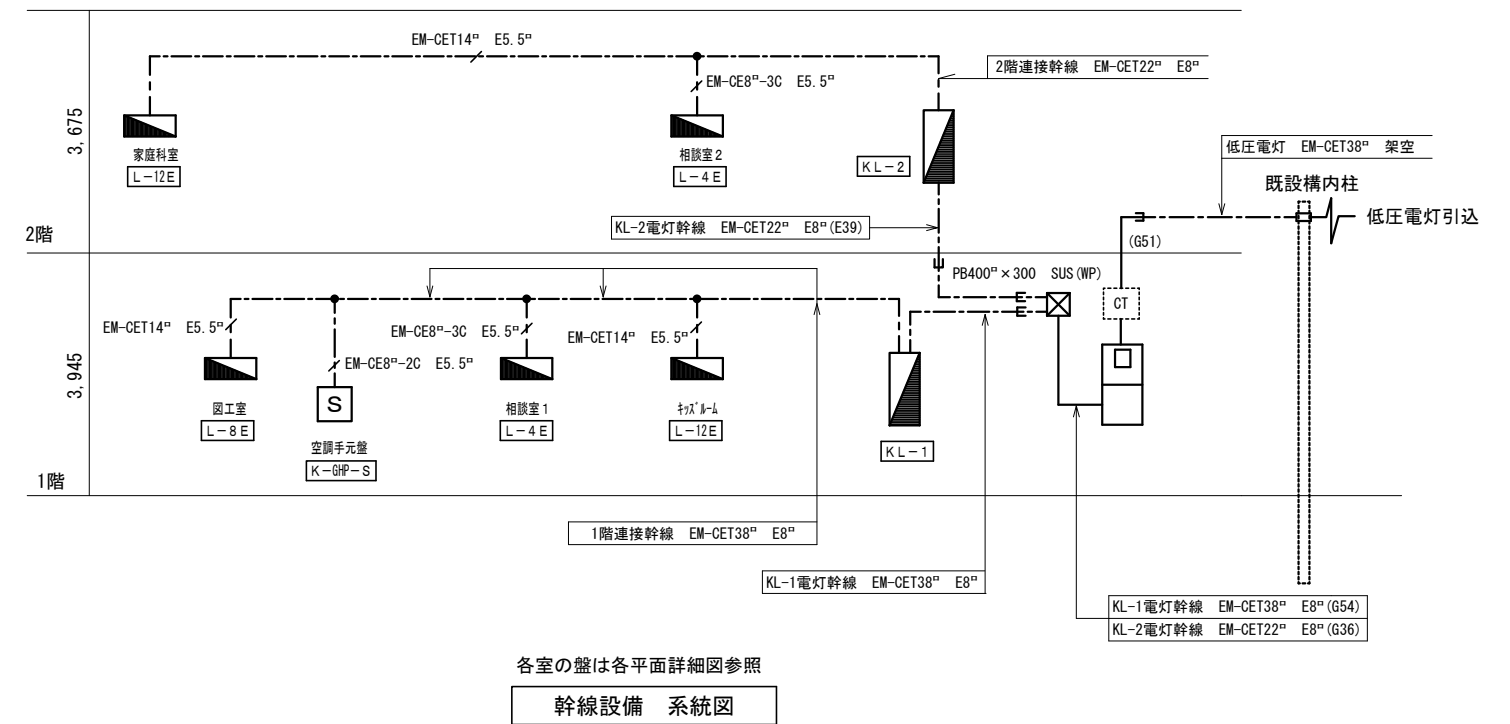 EM-CET14□ E5.5□
EM-CE8□-3C E5.5□
2階連接幹線 EM-CET22□ E8□
3,675
家庭科室
L-12E
相談室2
L-4E
KL-2
低圧電灯 EM-CET38□ 架空
既設構内柱
低圧電灯引込
KL-2電灯幹線 EM-CET22□ E8□(E39)
2階
(G51)
PB400□×300 SUS(WP)
CT
EM-CET14□ E5.5□
EM-CE8□-3C E5.5□
EM-CET14□ E5.5□
EM-CE8□-2C E5.5□
3,945
図工室
L-8E
S
空調手元盤
K-GHP-S
相談室1
L-4E
キッズルーム
L-12E
KL-1
1階
1階連接幹線 EM-CET38□ E8□
KL-1電灯幹線 EM-CET38□ E8□
KL-1電灯幹線 EM-CET38□ E8□(G54)
KL-2電灯幹線 EM-CET22□ E8□(G36)
各室の盤は各平面詳細図参照
幹線設備 系統図